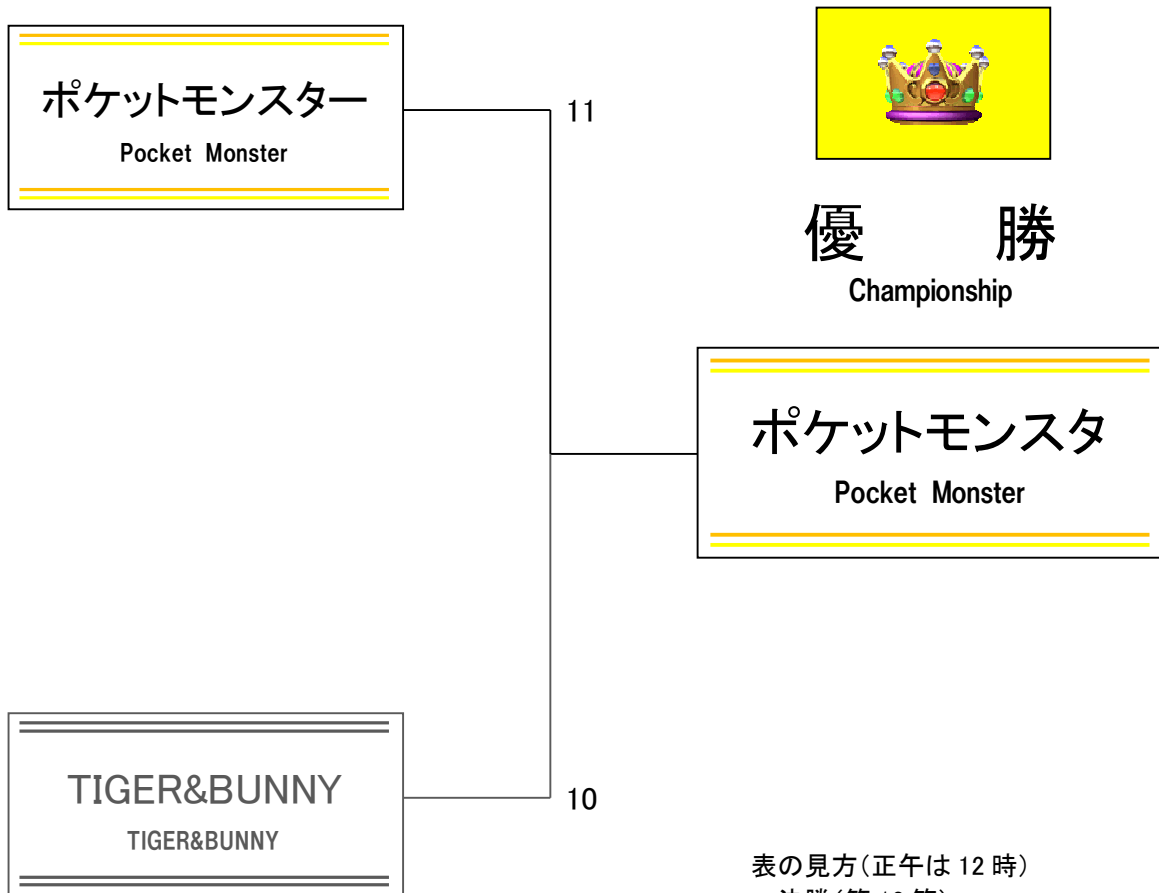 ポケットモンスター
Pocket Monster
11
優 勝
Championship
ポケットモンスタ
Pocket Monster
TIGER&BUNNY
TIGER&BUNNY
10
表の見方(正午は 12 時)